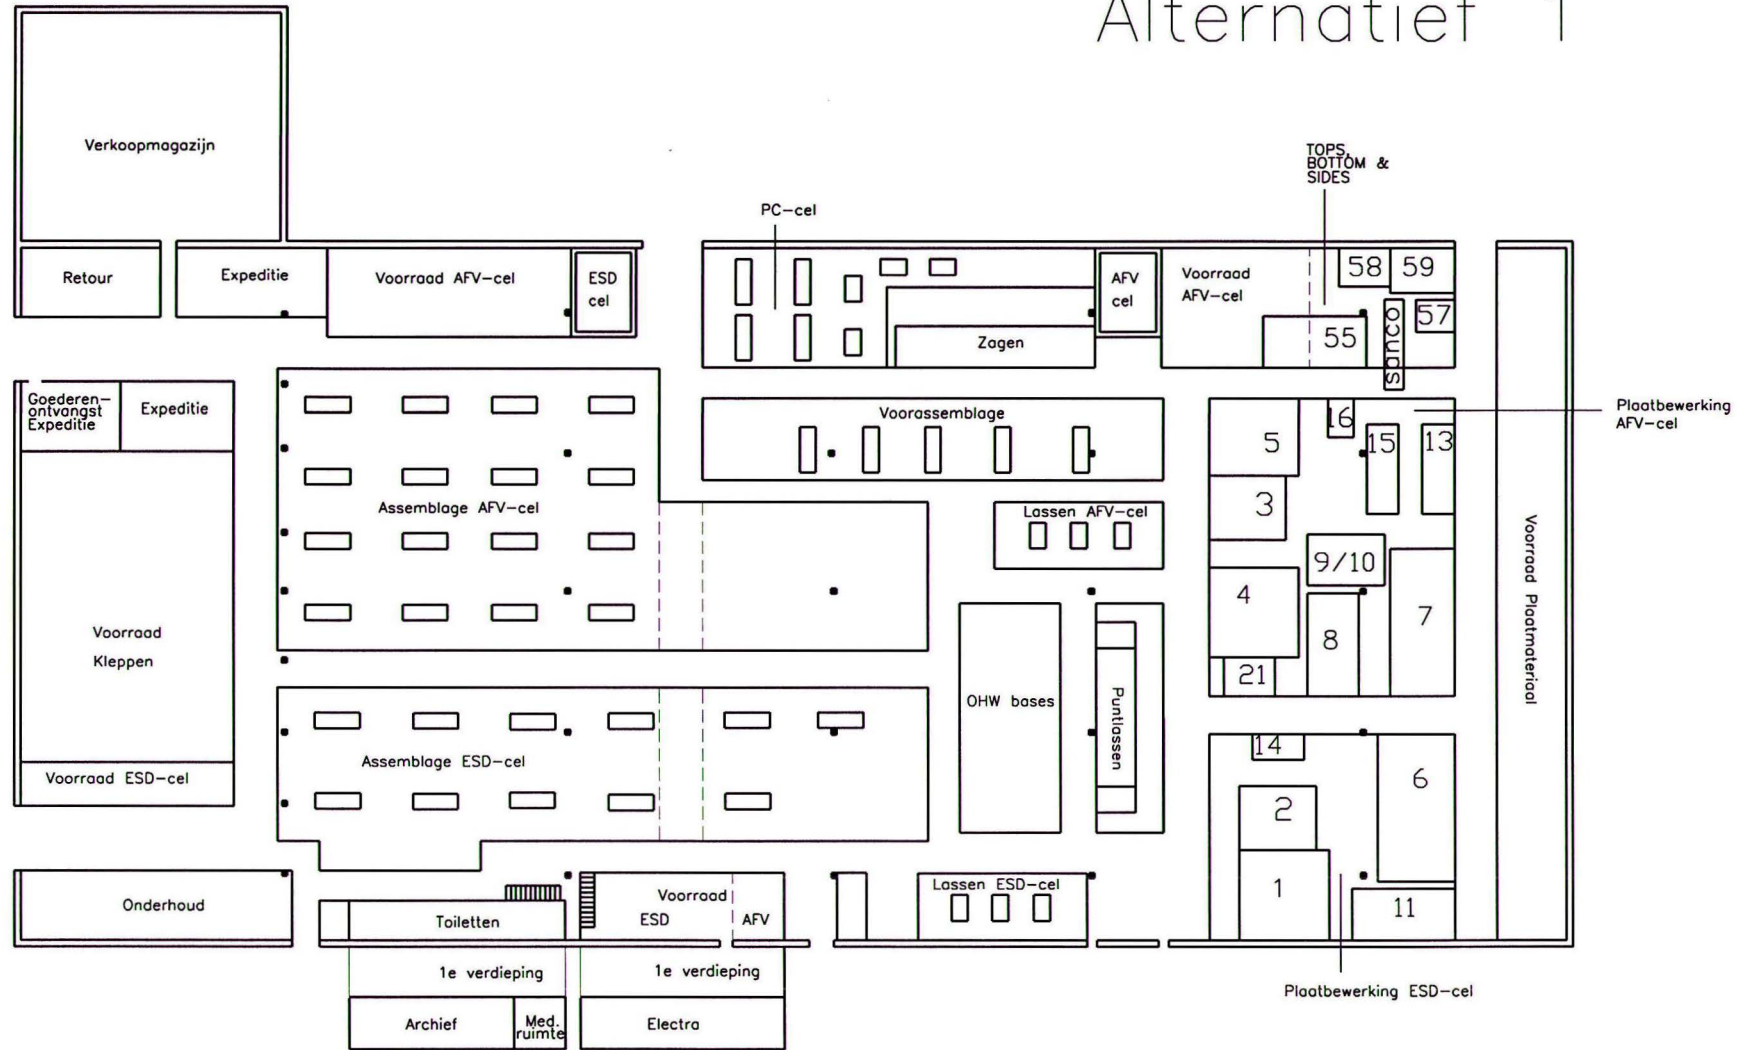 Alternatief 1
Verkoopmagazijn
TOPS,
BOTTOM &
SIDES
PC-cel
Retour
Expeditie
Voorraad AFV-cel
ESD
cel
AFV
cel
Voorraad
AFV-cel
58
59
57
55
sanco
Zagen
Goederen-
ontvangst
Expeditie
Expeditie
Voorassemblage
16
15
13
5
3
Plaatbewerking
AFV-cel
Assemblage AFV-cel
Lassen AFV-cel
9/10
4
7
8
21
Voorraad Plaatmateriaal
Voorraad
Kleppen
OHW bases
Puntlassen
14
6
2
Assemblage ESD-cel
Voorraad ESD-cel
1
11
Onderhoud
Toiletten
Voorraad
ESD
AFV
Lassen ESD-cel
1e verdieping
1e verdieping
Plaatbewerking ESD-cel
Archief
Med.
ruimte
Electra